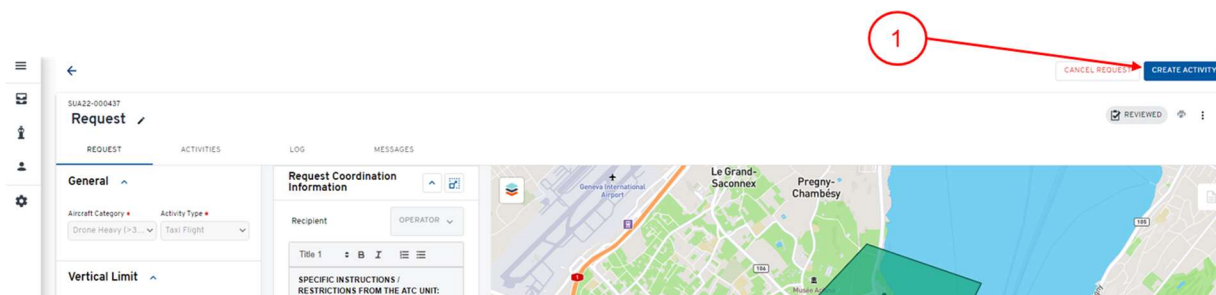 1
CANCEL REQUEST
CREATE ACTIVITY
SUA22-000437
Request
REVIEWED
REQUEST
ACTIVITIES
LOG
MESSAGES
General
Aircraft Category
Activity Type
Drone Heavy (>3...
Taxi Flight
Vertical Limit
Request Coordination
Information
Recipient
OPERATOR
Title 1
B
I
SPECIFIC INSTRUCTIONS /
RESTRICTIONS FROM THE ATC UNIT:
Geneva International
Airport
Le Grand-
Saconnex
Pregny-
Chambésy
105
106
1
Musée